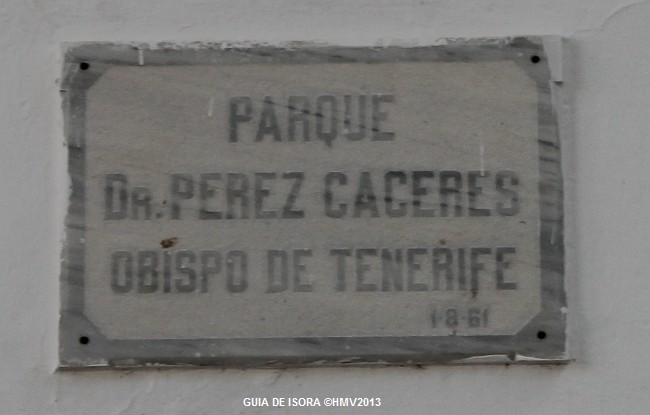 PARQUE
DR. PEREZ CACERES
OBISPO DE TENERIFE
1-8-61
GUIA DE ISORA ©HMV2013